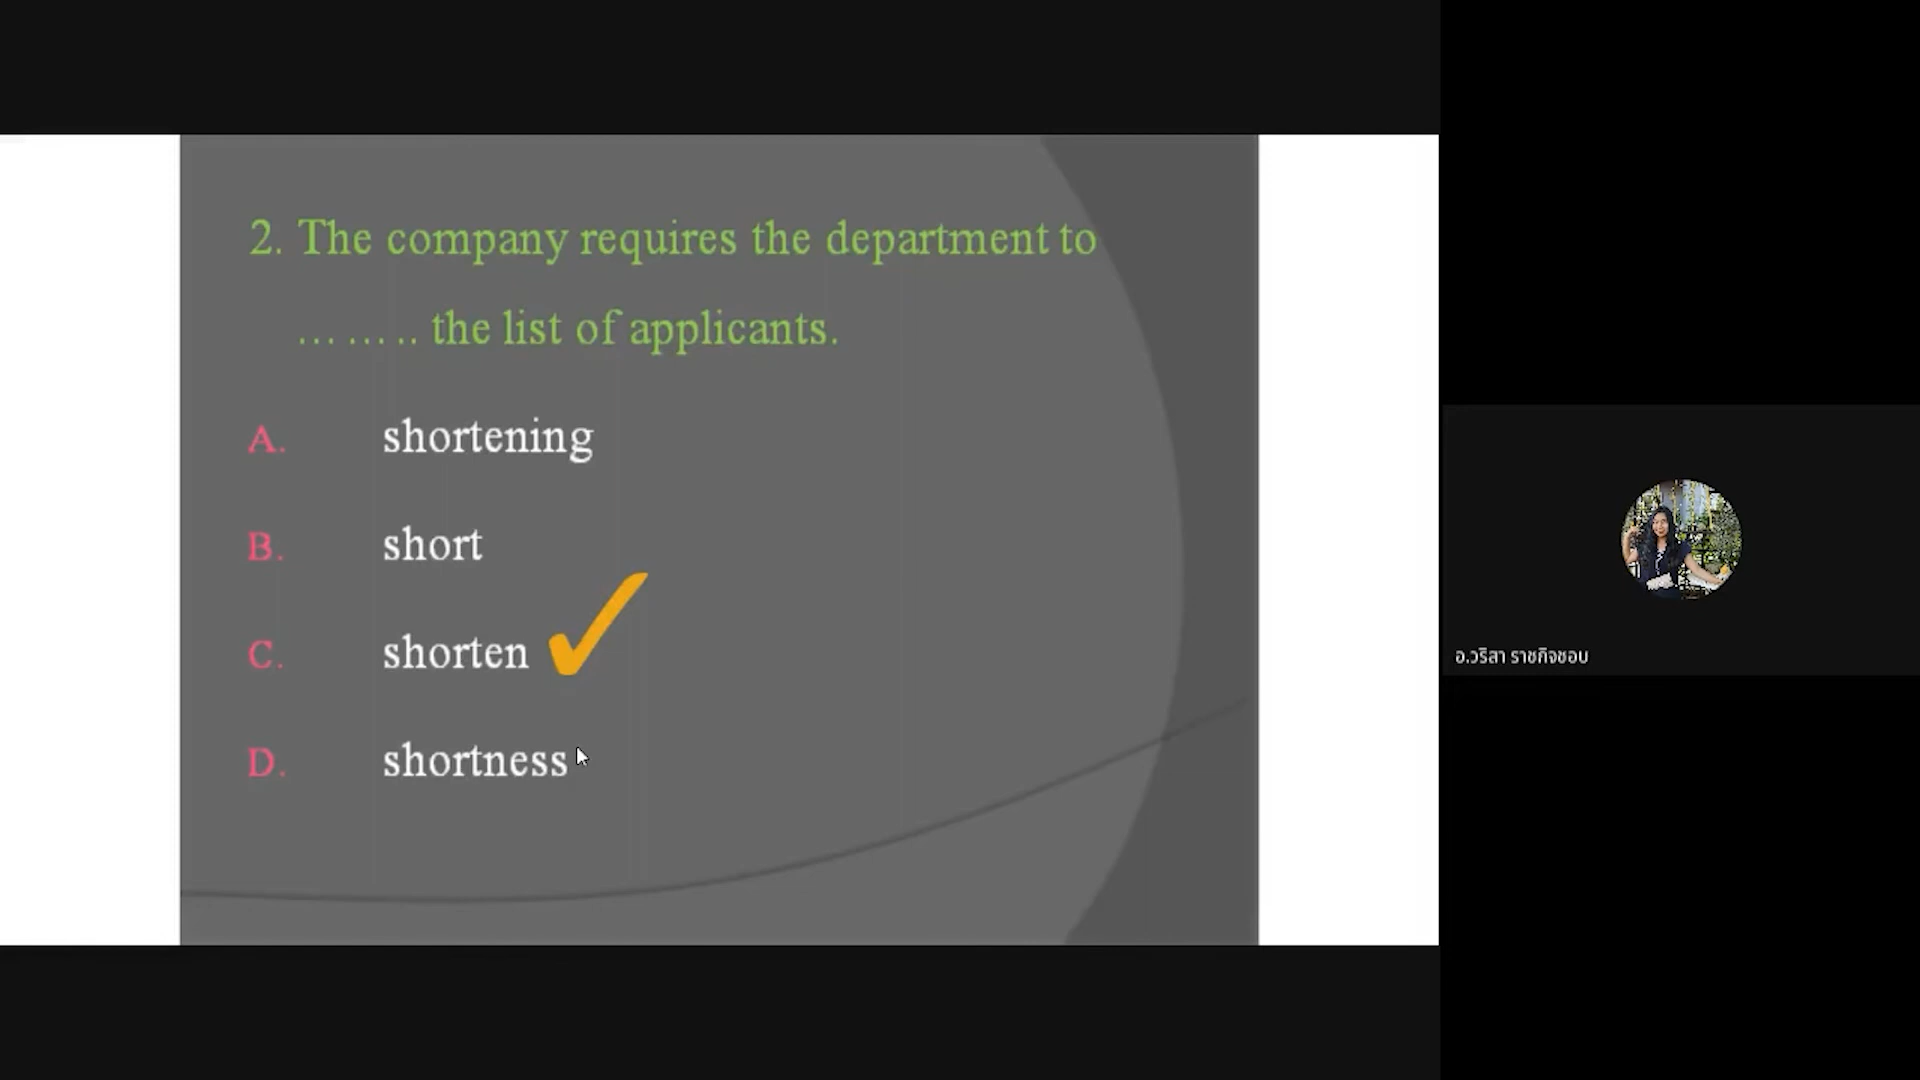 2. The company requires the department to
… … .. the list of applicants.
A. shortening
B. short
C. shorten
D. shortness
อ.วริสา ราชกิจชอบ